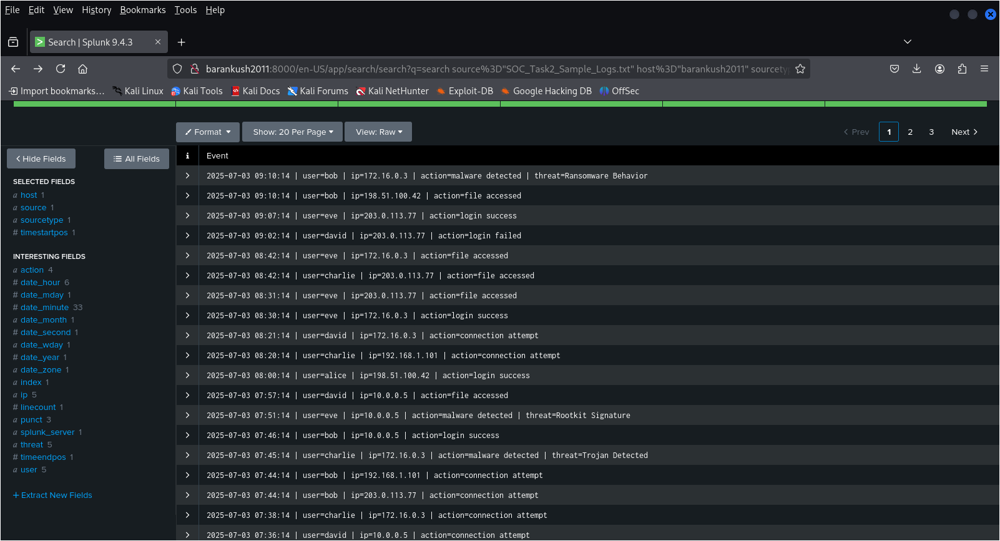 File Edit View History Bookmarks Tools Help
Search | Splunk 9.4.3
barankush2011:8000/en-US/app/search/search?q=search source%3D"SOC_Task2_Sample_Logs.txt" host%3D"barankush2011" sourcety
Import bookmarks… Kali Linux Kali Tools Kali Docs Kali Forums Kali NetHunter Exploit-DB Google Hacking DB OffSec
Format Show: 20 Per Page View: Raw Prev 1 2 3 Next
Hide Fields All Fields
SELECTED FIELDS
a host 1
a source 1
a sourcetype 1
# timestartpos 1
INTERESTING FIELDS
a action 4
# date_hour 6
# date_mday 1
# date_minute 33
a date_month 1
# date_second 1
a date_wday 1
# date_year 1
a date_zone 1
a index 1
a ip 5
# linecount 1
a punct 3
a splunk_server 1
a threat 5
# timeendpos 1
a user 5
+ Extract New Fields
i Event
2025-07-03 09:10:14 | user=bob | ip=172.16.0.3 | action=malware detected | threat=Ransomware Behavior
2025-07-03 09:10:14 | user=bob | ip=198.51.100.42 | action=file accessed
2025-07-03 09:07:14 | user=eve | ip=203.0.113.77 | action=login success
2025-07-03 09:02:14 | user=david | ip=203.0.113.77 | action=login failed
2025-07-03 08:42:14 | user=eve | ip=172.16.0.3 | action=file accessed
2025-07-03 08:42:14 | user=charlie | ip=203.0.113.77 | action=file accessed
2025-07-03 08:31:14 | user=eve | ip=203.0.113.77 | action=file accessed
2025-07-03 08:30:14 | user=eve | ip=172.16.0.3 | action=login success
2025-07-03 08:21:14 | user=david | ip=172.16.0.3 | action=connection attempt
2025-07-03 08:20:14 | user=charlie | ip=192.168.1.101 | action=connection attempt
2025-07-03 08:00:14 | user=alice | ip=198.51.100.42 | action=login success
2025-07-03 07:57:14 | user=david | ip=10.0.0.5 | action=file accessed
2025-07-03 07:51:14 | user=eve | ip=10.0.0.5 | action=malware detected | threat=Rootkit Signature
2025-07-03 07:46:14 | user=bob | ip=10.0.0.5 | action=login success
2025-07-03 07:45:14 | user=charlie | ip=172.16.0.3 | action=malware detected | threat=Trojan Detected
2025-07-03 07:44:14 | user=bob | ip=192.168.1.101 | action=connection attempt
2025-07-03 07:44:14 | user=bob | ip=203.0.113.77 | action=connection attempt
2025-07-03 07:38:14 | user=charlie | ip=172.16.0.3 | action=connection attempt
2025-07-03 07:36:14 | user=david | ip=10.0.0.5 | action=connection attempt